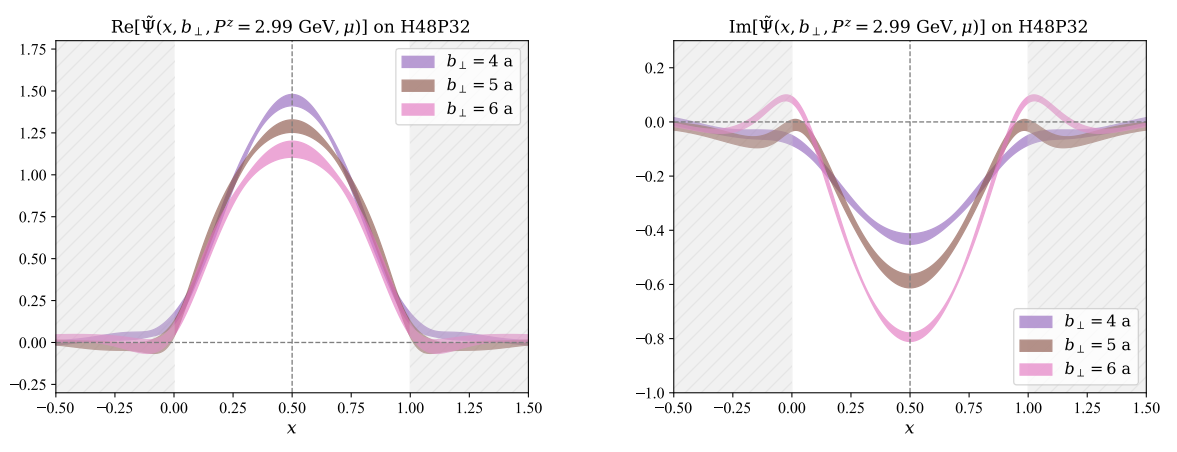 Re[Ψ̃(x, b⊥, Pᶻ = 2.99 GeV, μ)] on H48P32
1.75
1.50
1.25
1.00
0.75
0.50
0.25
0.00
−0.25
b⊥ = 4 a
b⊥ = 5 a
b⊥ = 6 a
−0.50 −0.25 0.00 0.25 0.50 0.75 1.00 1.25 1.50
x
Im[Ψ̃(x, b⊥, Pᶻ = 2.99 GeV, μ)] on H48P32
0.2
0.0
−0.2
−0.4
−0.6
−0.8
−1.0
b⊥ = 4 a
b⊥ = 5 a
b⊥ = 6 a
−0.50 −0.25 0.00 0.25 0.50 0.75 1.00 1.25 1.50
x